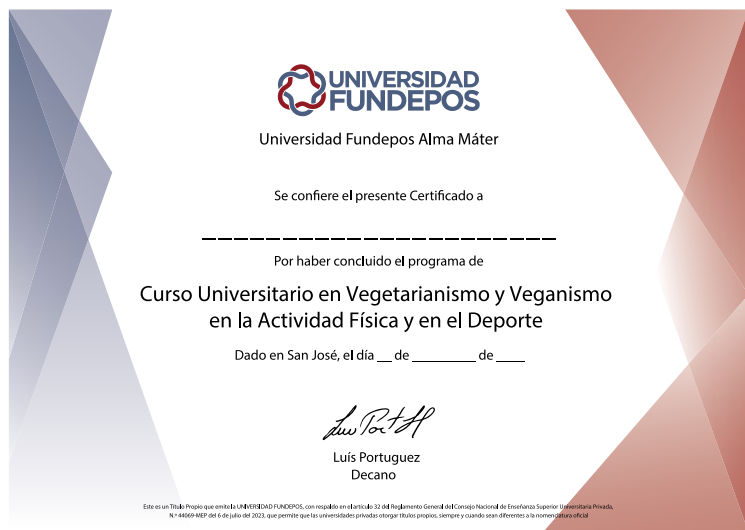 UNIVERSIDAD
FUNDEPOS
Universidad Fundepos Alma Máter
Se confiere el presente Certificado a
Por haber concluido el programa de
Curso Universitario en Vegetarianismo y Veganismo
en la Actividad Física y en el Deporte
Dado en San José, el día __ de ________ de ____
Luís Portuguez
Decano
Este es un Título Propio que emite la UNIVERSIDAD FUNDEPOS, con respaldo en el artículo 32 del Reglamento General del Consejo Nacional de Enseñanza Superior Universitaria Privada,
N.º 44069-MEP del 6 de julio del 2023, que permite que las universidades privadas otorgar títulos propios, siempre y cuando sean diferentes a la nomenclatura oficial